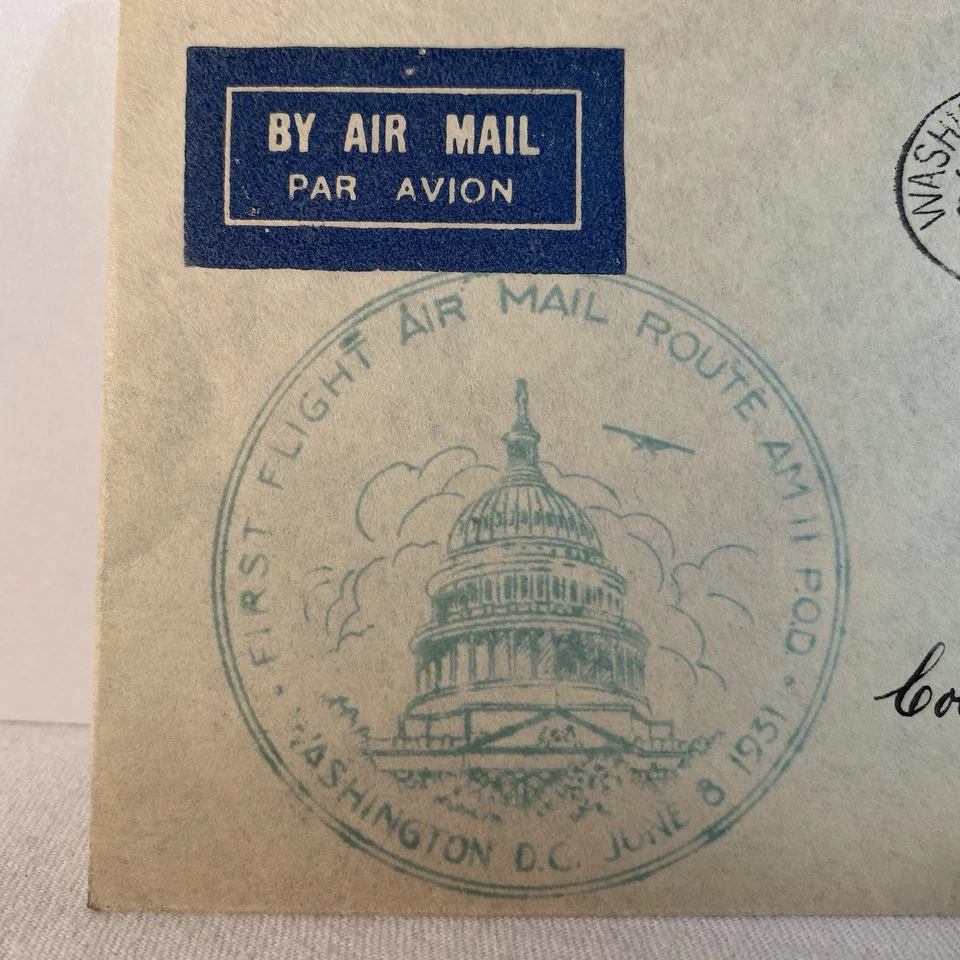 BY AIR MAIL
PAR AVION
FIRST FLIGHT AIR MAIL ROUTE AM 11 P.O.D.
WASHINGTON D.C. JUNE 8 1931